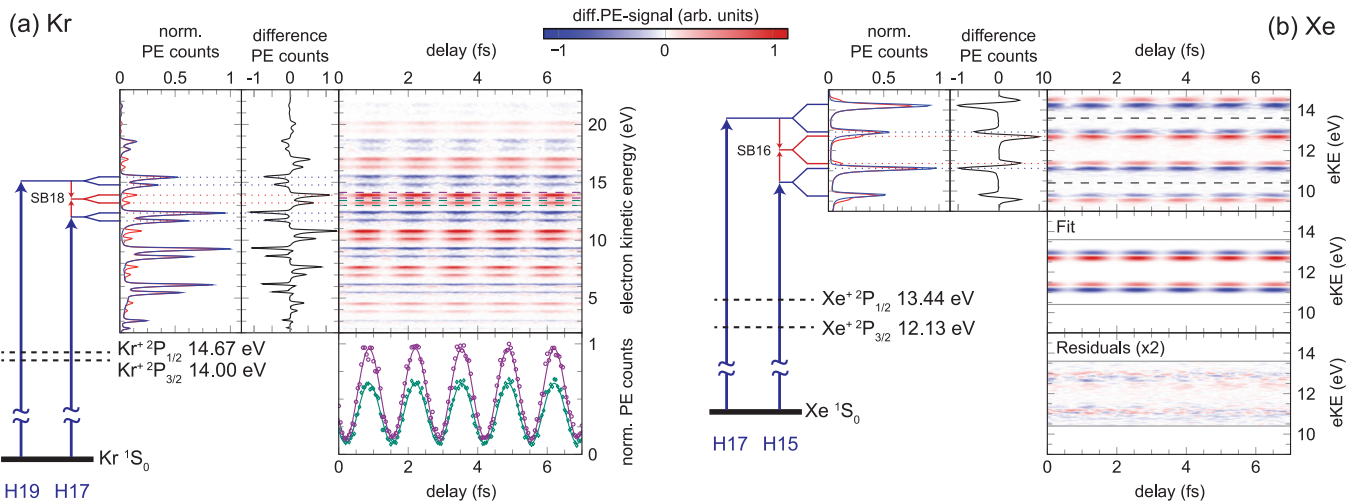 (a) Kr
norm.
PE counts
difference
PE counts
diff.PE-signal (arb. units)
−1 0 1
delay (fs)
0 0.5 1
-1 0 1
0 2 4 6
SB18
20
15
10
5
electron kinetic energy (eV)
Kr⁺ ²P₁/₂ 14.67 eV
Kr⁺ ²P₃/₂ 14.00 eV
Kr ¹S₀
H19 H17
1
0
norm. PE counts
0 2 4 6
delay (fs)
(b) Xe
norm.
PE counts
difference
PE counts
delay (fs)
0 0.5 1
-1 0 1
0 2 4 6
SB16
14
12
10
eKE (eV)
Fit
14
12
10
eKE (eV)
Residuals (x2)
14
12
10
eKE (eV)
Xe⁺ ²P₁/₂ 13.44 eV
Xe⁺ ²P₃/₂ 12.13 eV
Xe ¹S₀
H17 H15
0 2 4 6
delay (fs)